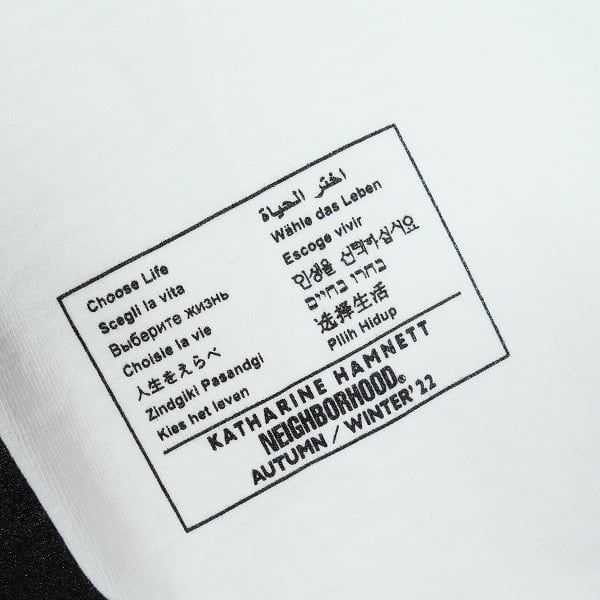 Choose Life
Scegli la vita
Выберите жизнь
Choisie la vie
人生をえらべ
Zindgiki Pasandgi
Kies het leven
اختر الحياة
Wähle das Leben
Escoge vivir
인생을 선택하십시요
בחרו בחיים
选择生活
Pilih Hidup
KATHARINE HAMNETT
NEIGHBORHOOD®
AUTUMN / WINTER'22